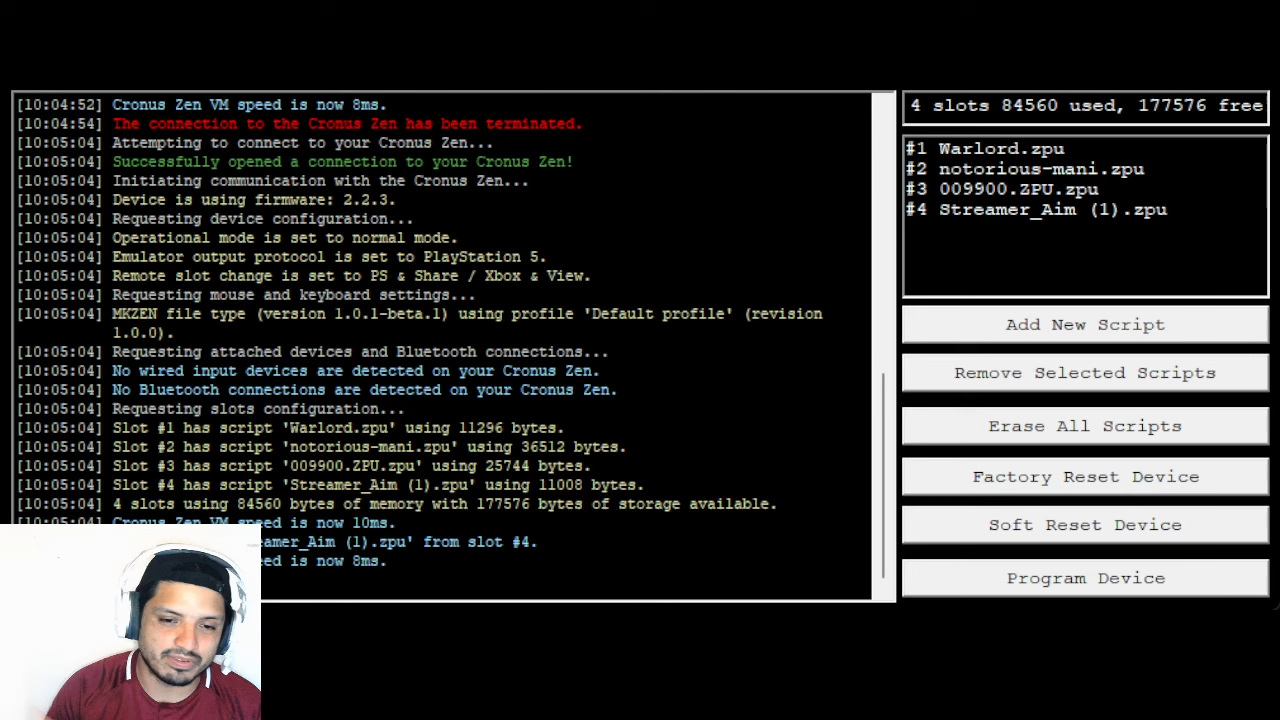 [10:04:52] Cronus Zen VM speed is now 8ms.
[10:04:54] The connection to the Cronus Zen has been terminated.
[10:05:04] Attempting to connect to your Cronus Zen...
[10:05:04] Successfully opened a connection to your Cronus Zen!
[10:05:04] Initiating communication with the Cronus Zen...
[10:05:04] Device is using firmware: 2.2.3.
[10:05:04] Requesting device configuration...
[10:05:04] Operational mode is set to normal mode.
[10:05:04] Emulator output protocol is set to PlayStation 5.
[10:05:04] Remote slot change is set to PS & Share / Xbox & View.
[10:05:04] Requesting mouse and keyboard settings...
[10:05:04] MKZEN file type (version 1.0.1-beta.1) using profile 'Default profile' (revision
1.0.0).
[10:05:04] Requesting attached devices and Bluetooth connections...
[10:05:04] No wired input devices are detected on your Cronus Zen.
[10:05:04] No Bluetooth connections are detected on your Cronus Zen.
[10:05:04] Requesting slots configuration...
[10:05:04] Slot #1 has script 'Warlord.zpu' using 11296 bytes.
[10:05:04] Slot #2 has script 'notorious-mani.zpu' using 36512 bytes.
[10:05:04] Slot #3 has script '009900.ZPU.zpu' using 25744 bytes.
[10:05:04] Slot #4 has script 'Streamer_Aim (1).zpu' using 11008 bytes.
[10:05:04] 4 slots using 84560 bytes of memory with 177576 bytes of storage available.
[10:05:04] Cronus Zen VM speed is now 10ms.
eamer_Aim (1).zpu' from slot #4.
eed is now 8ms.
4 slots 84560 used, 177576 free
#1 Warlord.zpu
#2 notorious-mani.zpu
#3 009900.ZPU.zpu
#4 Streamer_Aim (1).zpu
Add New Script
Remove Selected Scripts
Erase All Scripts
Factory Reset Device
Soft Reset Device
Program Device